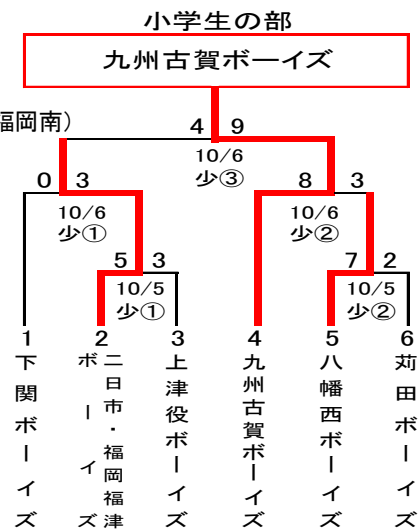 小学生の部
九州古賀ボーイズ
福岡南)
4 9
10/6
少③
0 3
10/6
少①
8 3
10/6
少②
5 3
10/5
少①
7 2
10/5
少②
1 2 3 4 5 6
下関ボーイズ
二日市・福岡福津
ボーイズ
上津役ボーイズ
九州古賀ボーイズ
八幡西ボーイズ
苅田ボーイズ